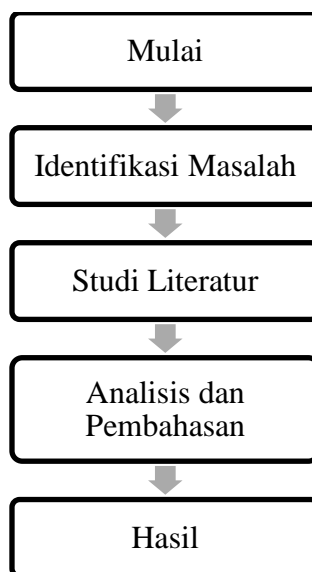 Mulai
Identifikasi Masalah
Studi Literatur
Analisis dan
Pembahasan
Hasil